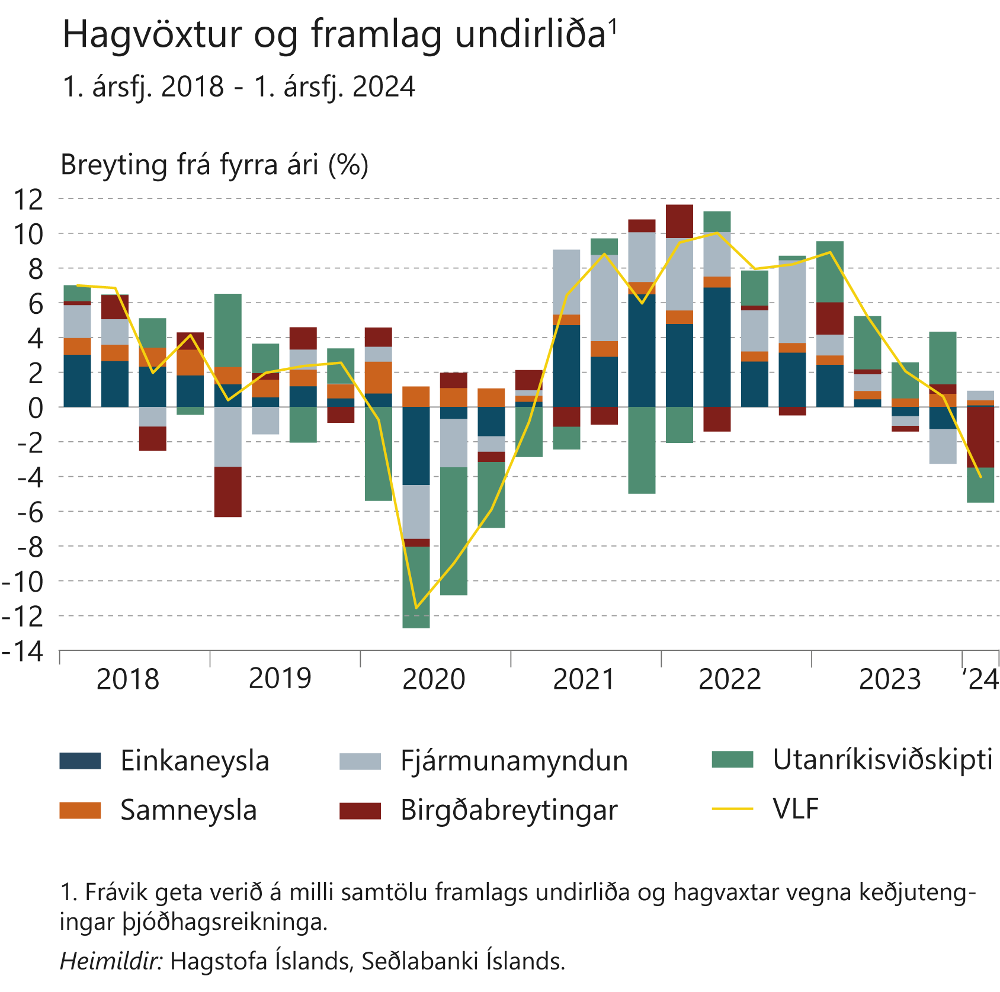 Hagvöxtur og framlag undirliða¹
1. ársfj. 2018 - 1. ársfj. 2024
Breyting frá fyrra ári (%)
12
10
8
6
4
2
0
-2
-4
-6
-8
-10
-12
-14
2018 2019 2020 2021 2022 2023 ‘24
Einkaneysla Fjármunamyndun Utanríkisviðskipti
Samneysla Birgðabreytingar VLF
1. Frávik geta verið á milli samtölu framlags undirliða og hagvaxtar vegna keðjuteng-
ingar þjóðhagsreikninga.
Heimildir: Hagstofa Íslands, Seðlabanki Íslands.